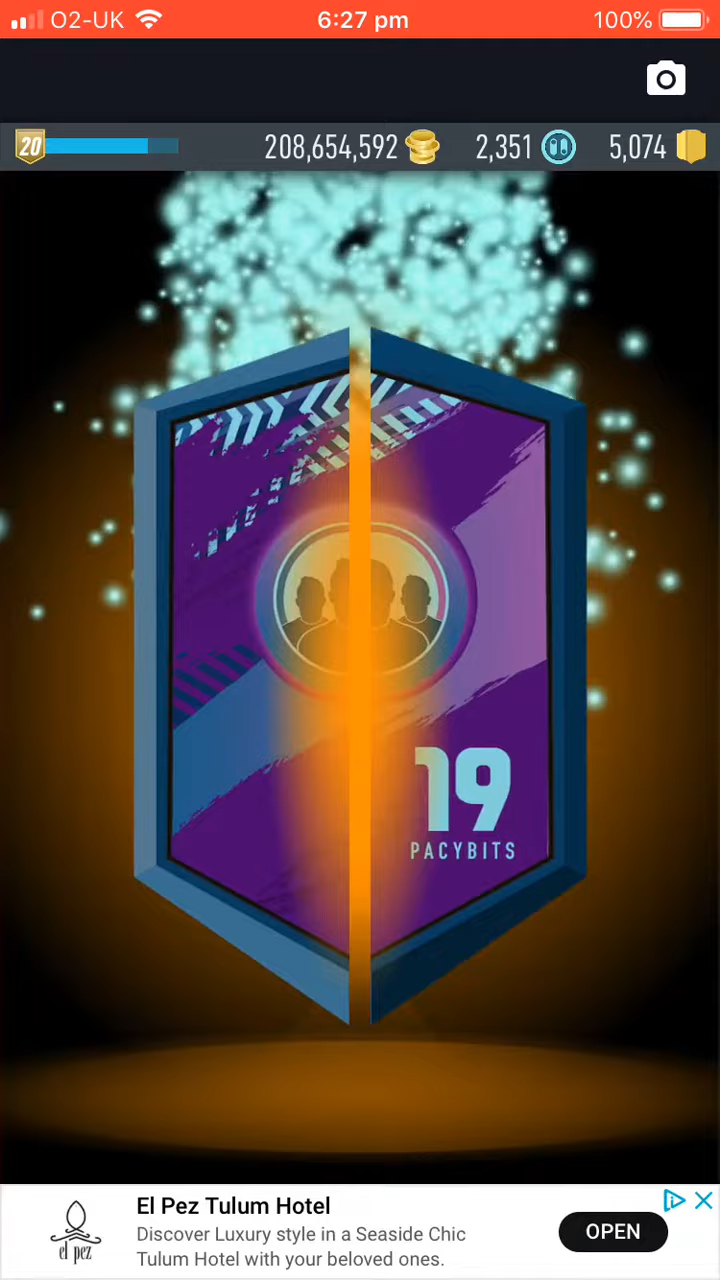 O2-UK 6:27 pm 100%
20 208,654,592 2,351 5,074
19
PACYBITS
El Pez Tulum Hotel
Discover Luxury style in a Seaside Chic
Tulum Hotel with your beloved ones.
el pez
OPEN